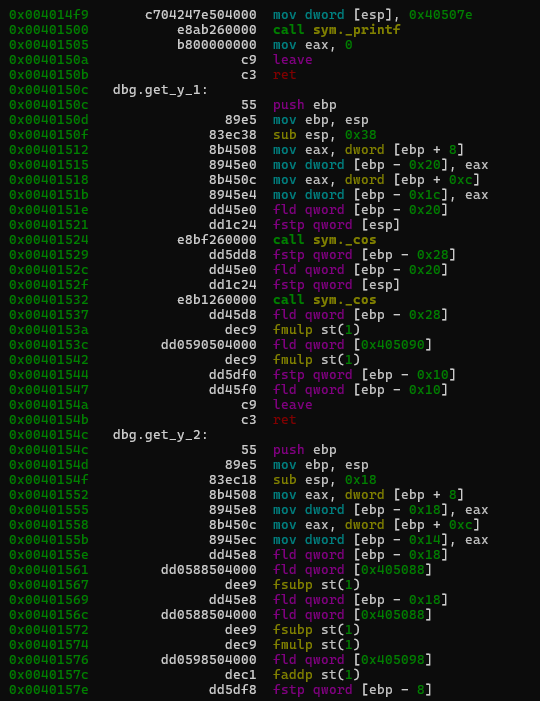 0x004014f9 c704247e504000 mov dword [esp], 0x40507e
0x00401500 e8ab260000 call sym._printf
0x00401505 b800000000 mov eax, 0
0x0040150a c9 leave
0x0040150b c3 ret
0x0040150c dbg.get_y_1:
0x0040150c 55 push ebp
0x0040150d 89e5 mov ebp, esp
0x0040150f 83ec38 sub esp, 0x38
0x00401512 8b4508 mov eax, dword [ebp + 8]
0x00401515 8945e0 mov dword [ebp - 0x20], eax
0x00401518 8b450c mov eax, dword [ebp + 0xc]
0x0040151b 8945e4 mov dword [ebp - 0x1c], eax
0x0040151e dd45e0 fld qword [ebp - 0x20]
0x00401521 dd1c24 fstp qword [esp]
0x00401524 e8bf260000 call sym._cos
0x00401529 dd5dd8 fstp qword [ebp - 0x28]
0x0040152c dd45e0 fld qword [ebp - 0x20]
0x0040152f dd1c24 fstp qword [esp]
0x00401532 e8b1260000 call sym._cos
0x00401537 dd45d8 fld qword [ebp - 0x28]
0x0040153a dec9 fmulp st(1)
0x0040153c dd0590504000 fld qword [0x405090]
0x00401542 dec9 fmulp st(1)
0x00401544 dd5df0 fstp qword [ebp - 0x10]
0x00401547 dd45f0 fld qword [ebp - 0x10]
0x0040154a c9 leave
0x0040154b c3 ret
0x0040154c dbg.get_y_2:
0x0040154c 55 push ebp
0x0040154d 89e5 mov ebp, esp
0x0040154f 83ec18 sub esp, 0x18
0x00401552 8b4508 mov eax, dword [ebp + 8]
0x00401555 8945e8 mov dword [ebp - 0x18], eax
0x00401558 8b450c mov eax, dword [ebp + 0xc]
0x0040155b 8945ec mov dword [ebp - 0x14], eax
0x0040155e dd45e8 fld qword [ebp - 0x18]
0x00401561 dd0588504000 fld qword [0x405088]
0x00401567 dee9 fsubp st(1)
0x00401569 dd45e8 fld qword [ebp - 0x18]
0x0040156c dd0588504000 fld qword [0x405088]
0x00401572 dee9 fsubp st(1)
0x00401574 dec9 fmulp st(1)
0x00401576 dd0598504000 fld qword [0x405098]
0x0040157c dec1 faddp st(1)
0x0040157e dd5df8 fstp qword [ebp - 8]